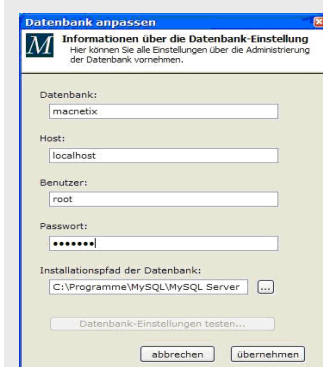 Datenbank anpassen
M
Informationen über die Datenbank-Einstellung
Hier können Sie alle Einstellungen über die Administrierung
der Datenbank vornehmen.
Datenbank:
macnetix
Host:
localhost
Benutzer:
root
Passwort:
•••••••
Installationspfad der Datenbank:
C:\Programme\MySQL\MySQL Server
...
Datenbank-Einstellungen testen...
abbrechen
übernehmen